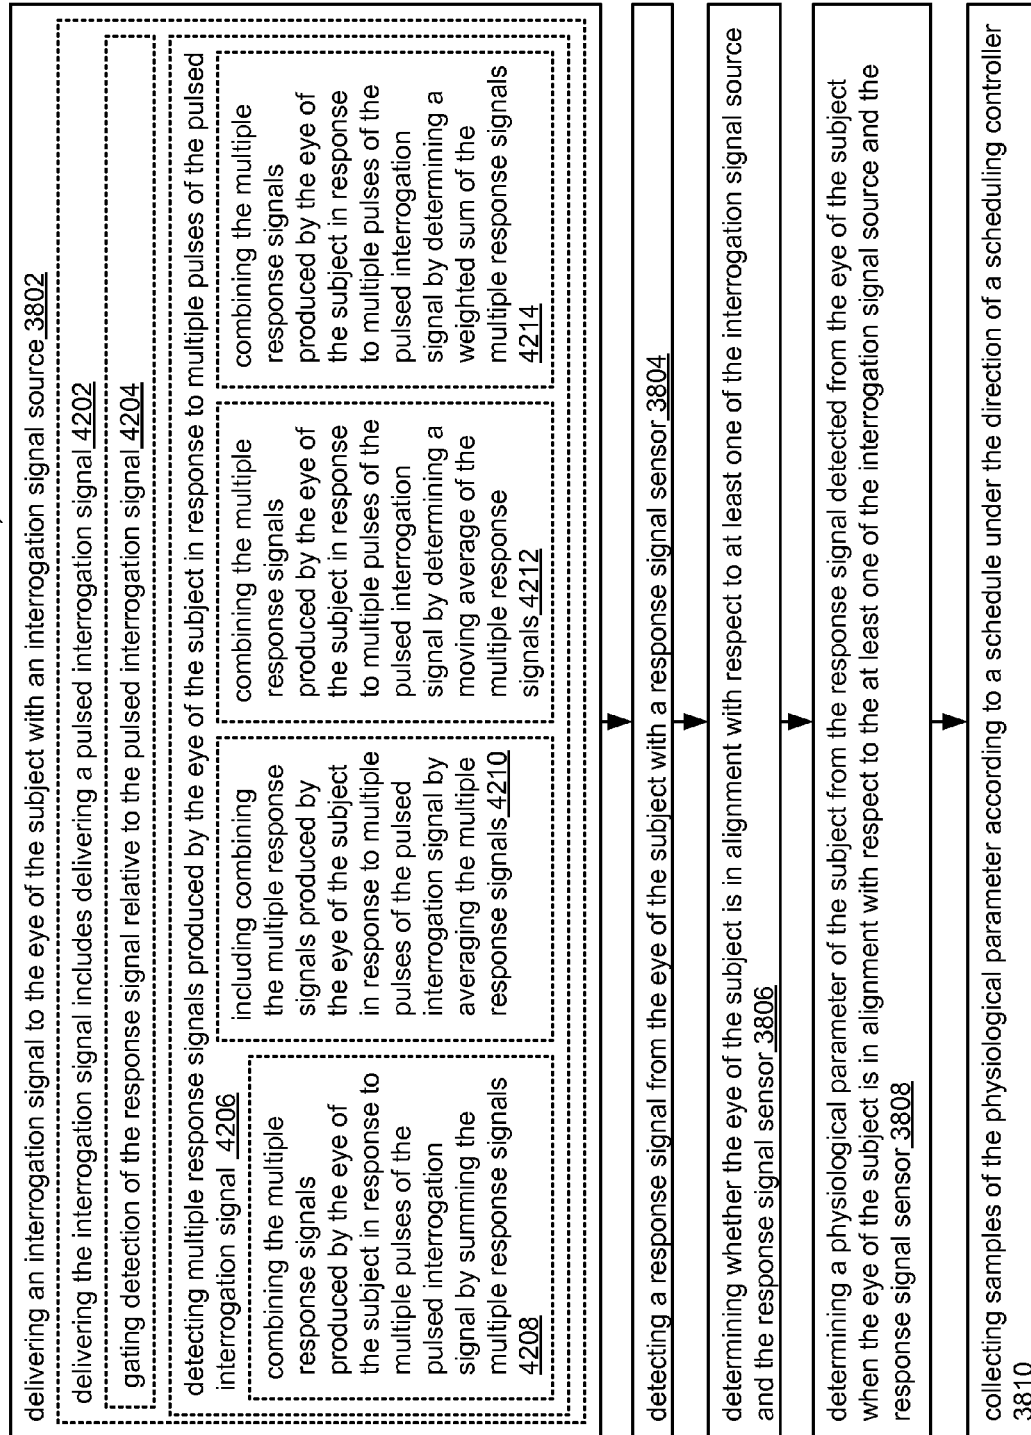 delivering an interrogation signal to the eye of the subject with an interrogation signal source 3802
delivering the interrogation signal includes delivering a pulsed interrogation signal 4202
gating detection of the response signal relative to the pulsed interrogation signal 4204
detecting multiple response signals produced by the eye of the subject in response to multiple pulses of the pulsed
interrogation signal 4206
combining the multiple
response signals
produced by the eye of
the subject in response to
multiple pulses of the
pulsed interrogation
signal by summing the
multiple response signals
4208
including combining
the multiple response
signals produced by
the eye of the subject
in response to multiple
pulses of the pulsed
interrogation signal by
averaging the multiple
response signals 4210
combining the multiple
response signals
produced by the eye of
the subject in response
to multiple pulses of the
pulsed interrogation
signal by determining a
moving average of the
multiple response
signals 4212
combining the multiple
response signals
produced by the eye of
the subject in response
to multiple pulses of the
pulsed interrogation
signal by determining a
weighted sum of the
multiple response signals
4214
detecting a response signal from the eye of the subject with a response signal sensor 3804
determining whether the eye of the subject is in alignment with respect to at least one of the interrogation signal source
and the response signal sensor 3806
determining a physiological parameter of the subject from the response signal detected from the eye of the subject
when the eye of the subject is in alignment with respect to the at least one of the interrogation signal source and the
response signal sensor 3808
collecting samples of the physiological parameter according to a schedule under the direction of a scheduling controller
3810